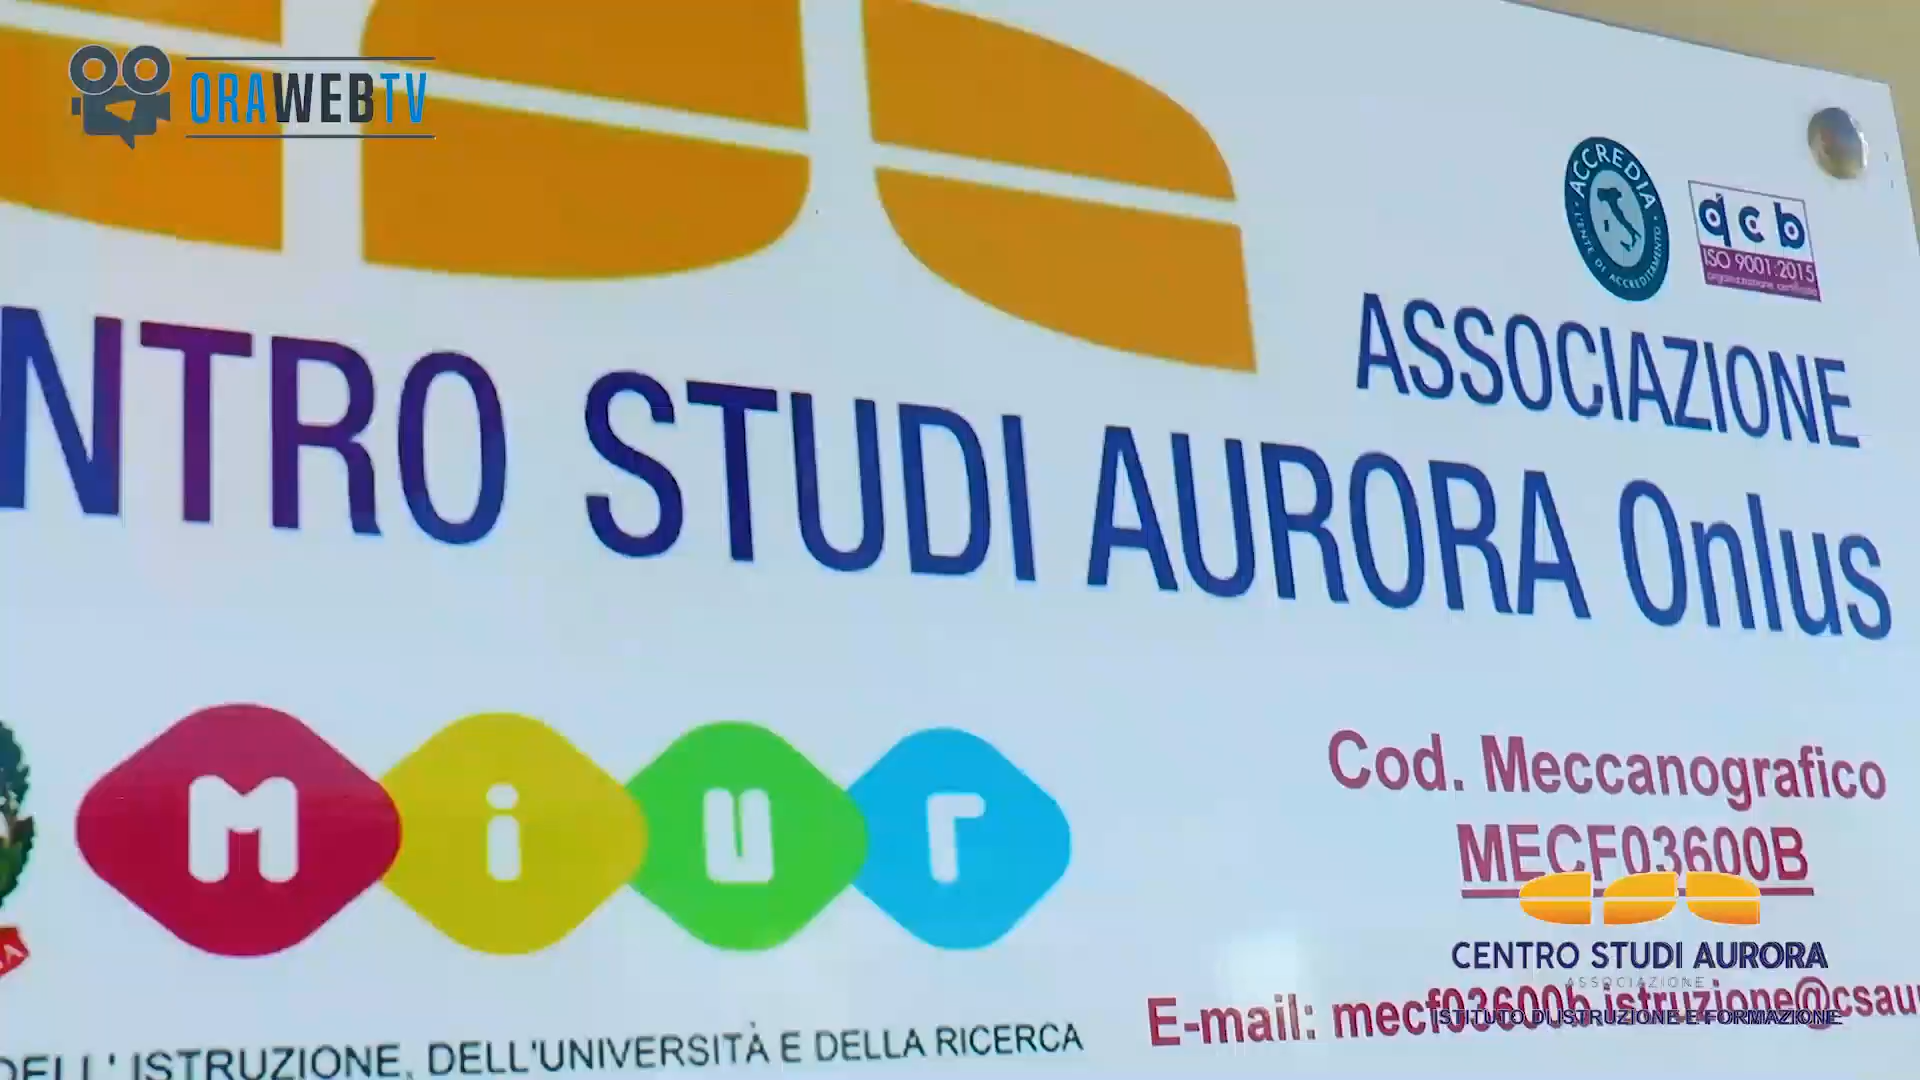 ORAWEBTV
ACCREDIA
L'ENTE DI ACCREDITAMENTO
qcb
ISO 9001:2015
organizzazione certificata
ASSOCIAZIONE
NTRO STUDI AURORA Onlus
Miur
Cod. Meccanografico
MECF03600B
CENTRO STUDI AURORA
ASSOCIAZIONE
ISTITUTO DI ISTRUZIONE E FORMAZIONE
E-mail: mecf03600b.istruzione@csau
DELL' ISTRUZIONE, DELL'UNIVERSITÀ E DELLA RICERCA